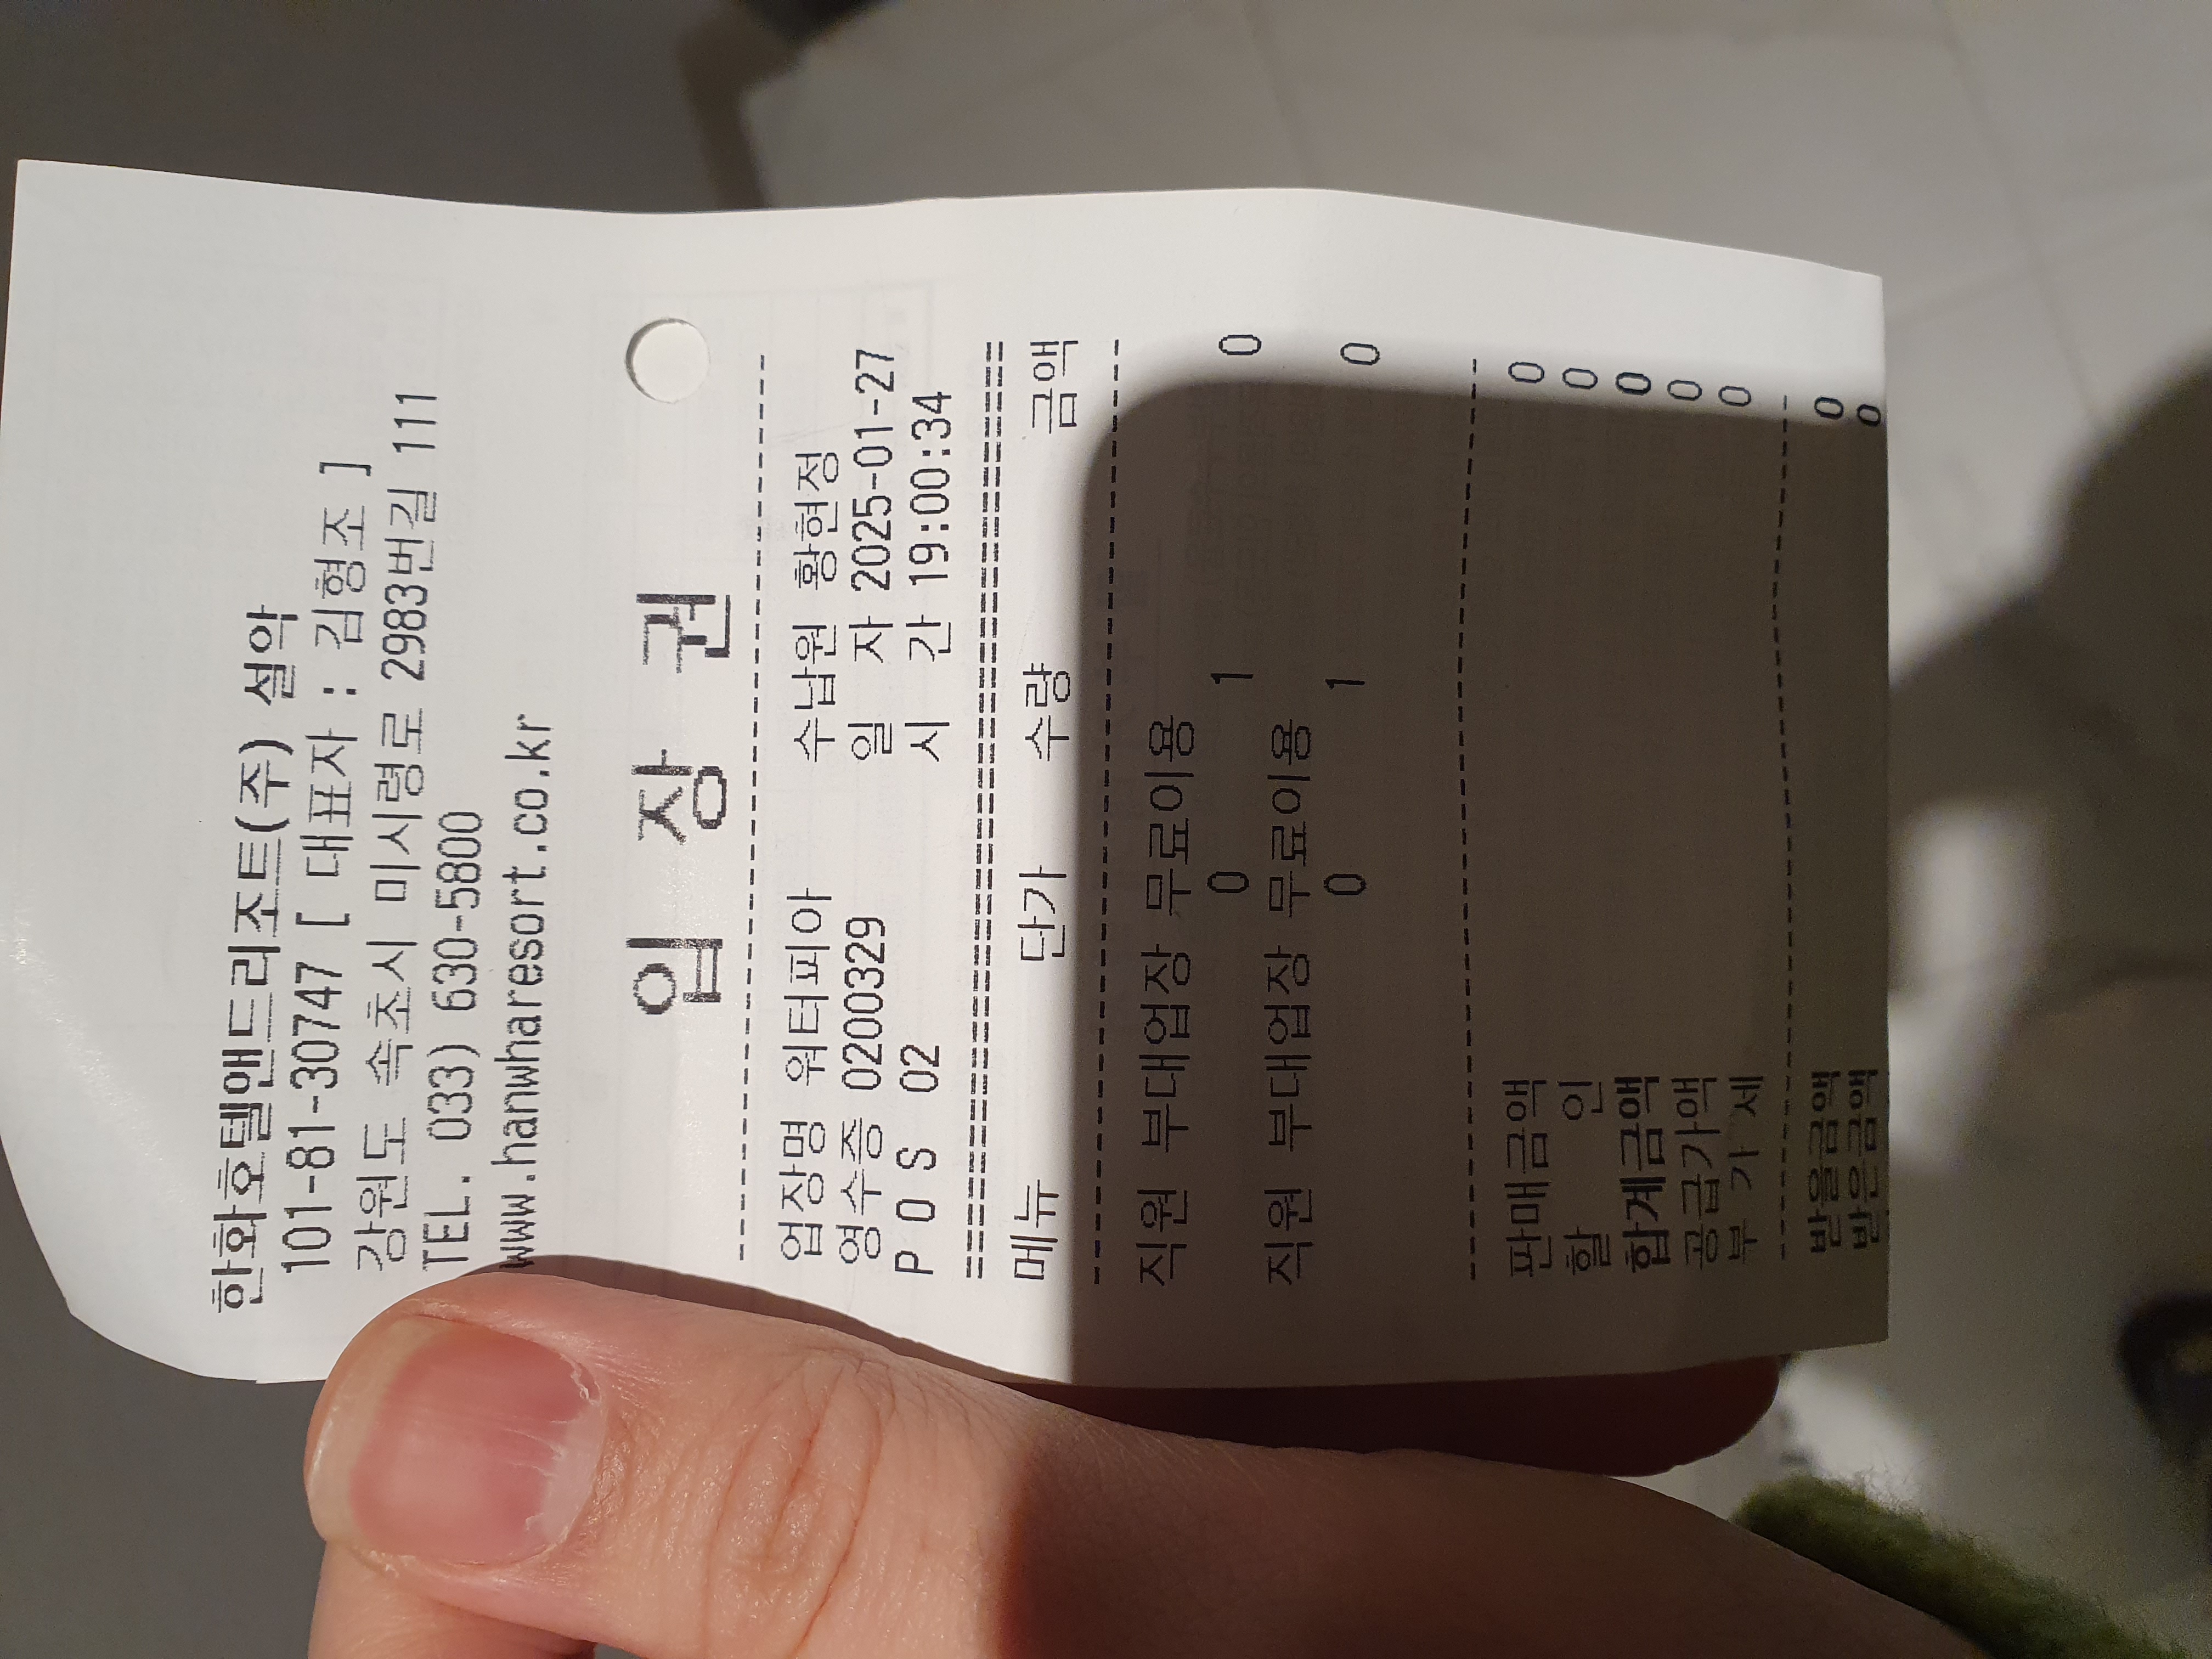 한화호텔앤드리조트(주) 설악
101-81-30747 [ 대표자 : 김형조 ]
강원도 속초시 미시령로 2983번길 111
TEL. 033) 630-5800
www.hanwharesort.co.kr
입 장 권
업장명 워터피아 수납원 황현정
영수증 0200329 일 자 2025-01-27
P O S 02 시 간 19:00:34
메뉴 단가 수량 금액
직원 부대업장 무료이용
0 1 0
직원 부대업장 무료이용
0 1 0
판매금액 0
할 인 0
합계금액 0
공급가액 0
부 가 세 0
받을금액 0
받은금액 0